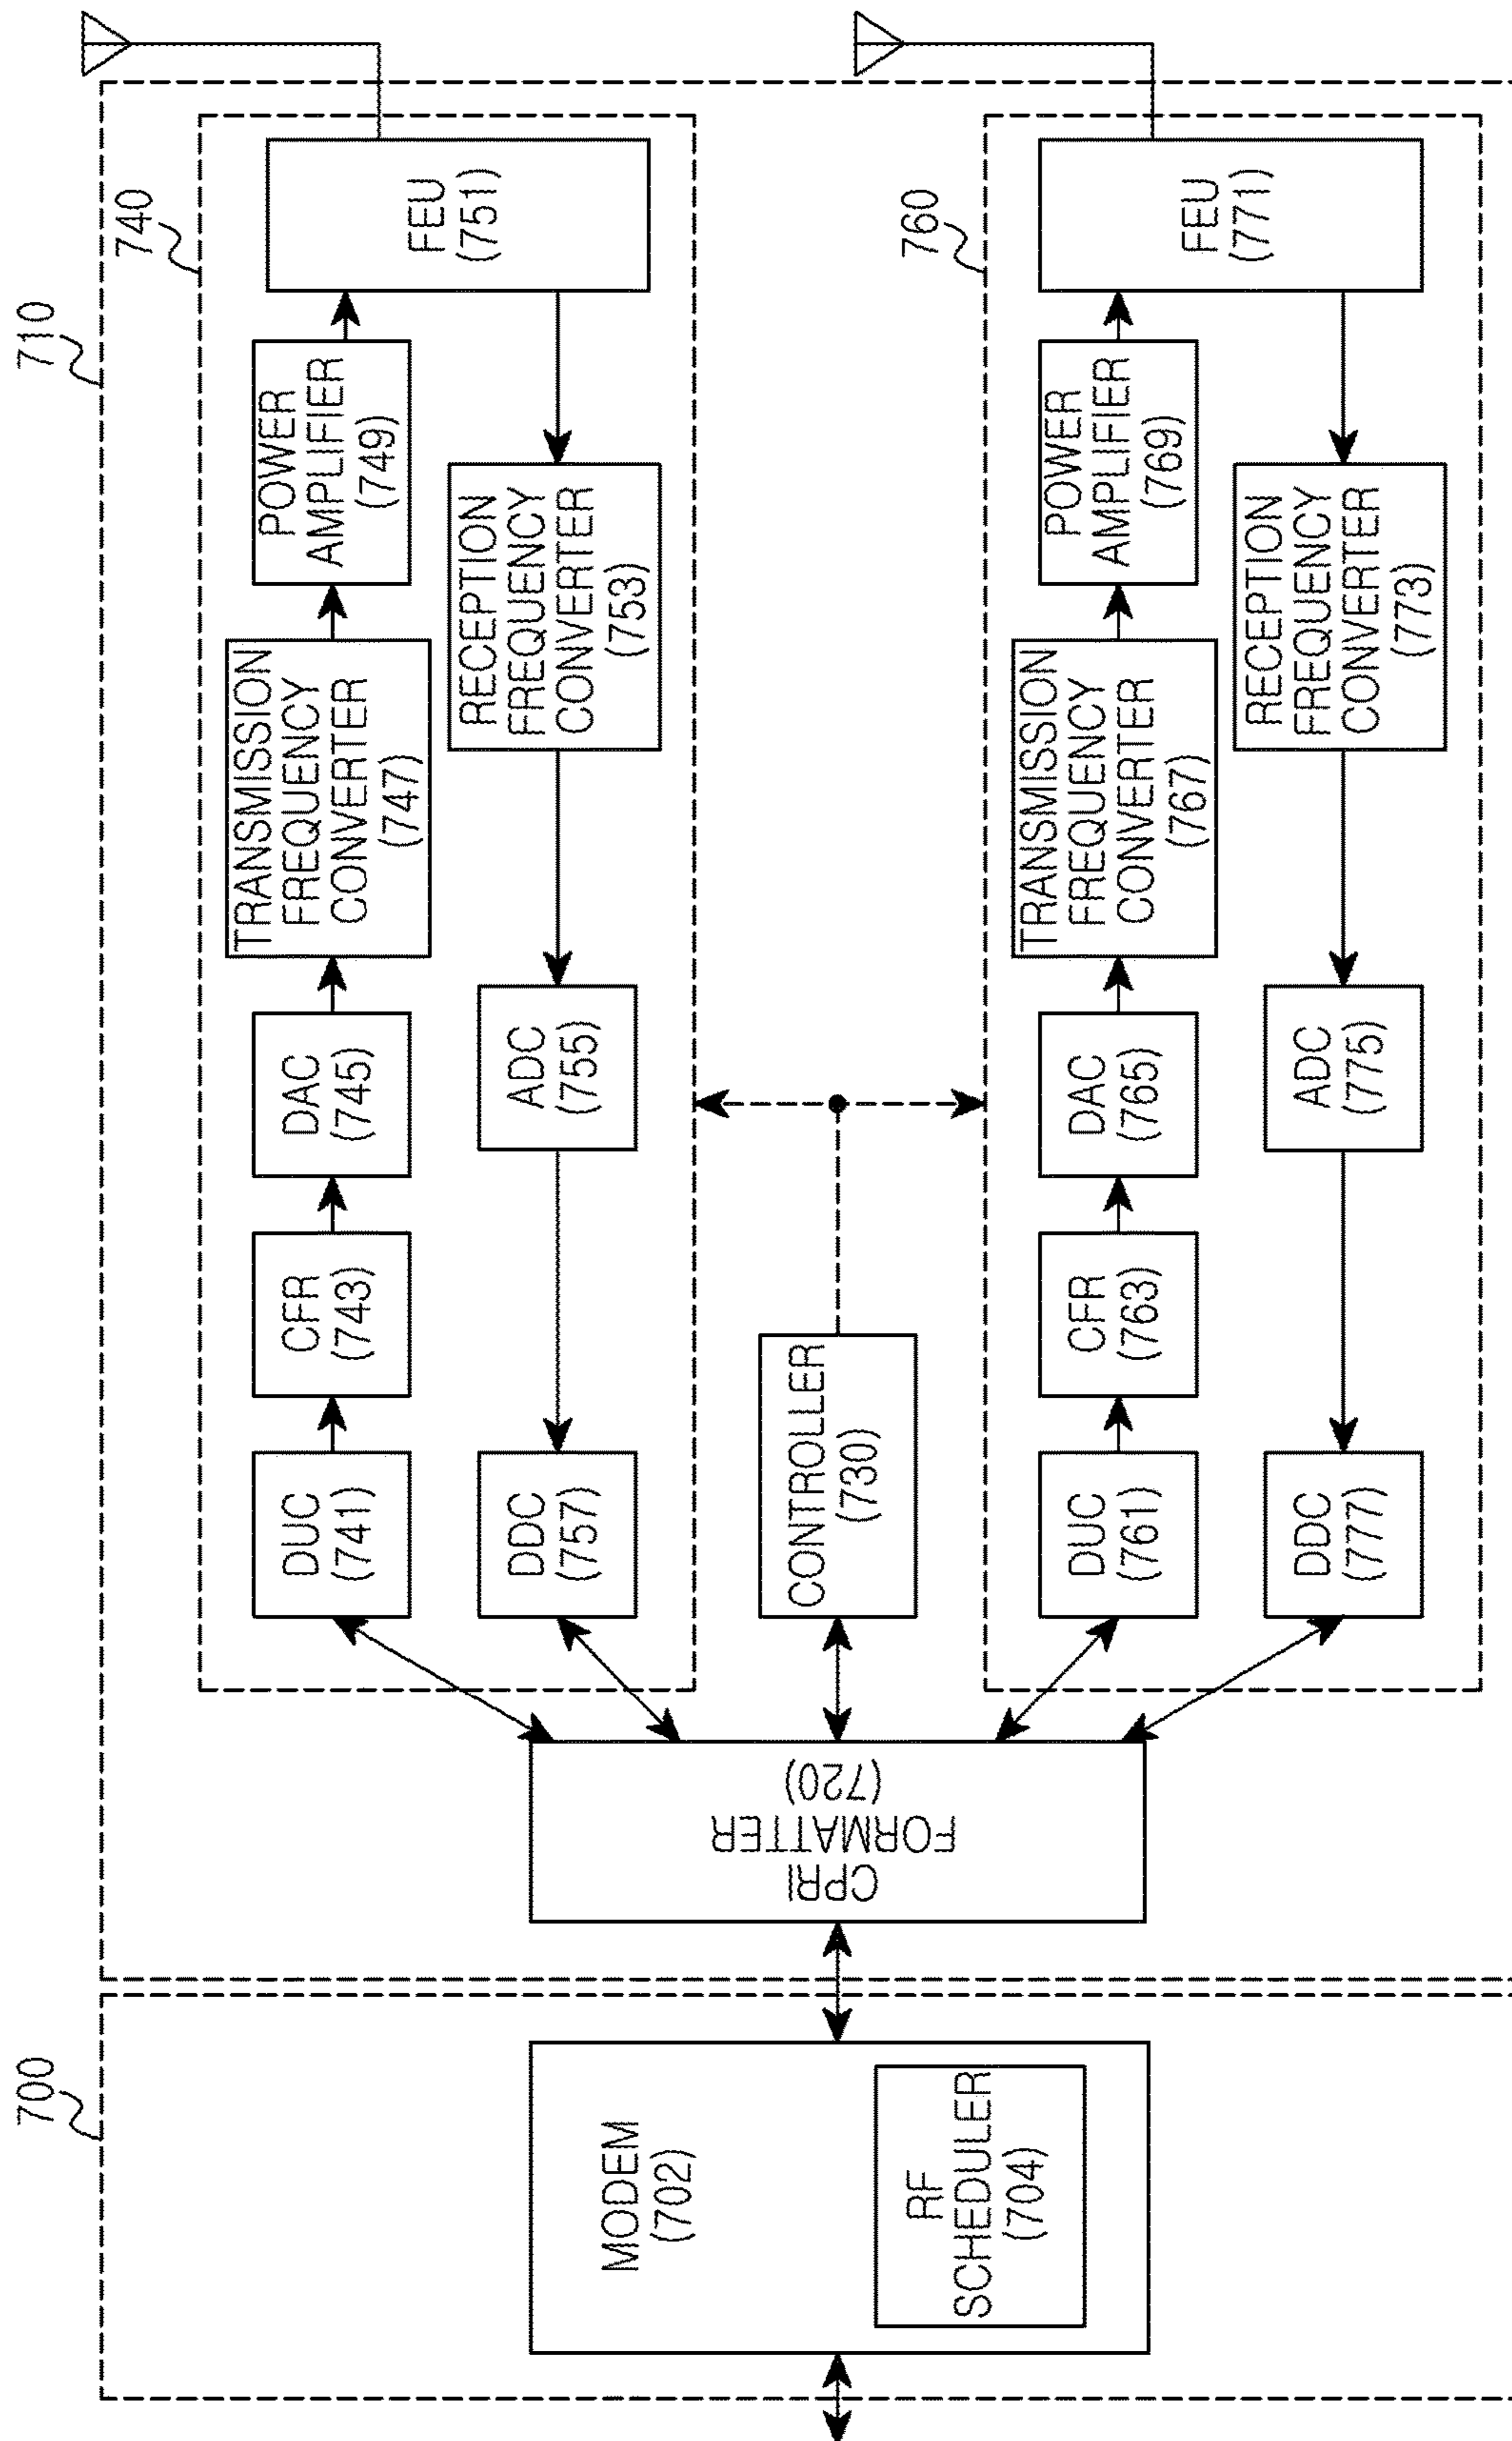 700
MODEM
(702)
RF
SCHEDULER
(704)
710
CPRI
FORMATTER
(720)
740
DUC
(741)
CFR
(743)
DAC
(745)
TRANSMISSION
FREQUENCY
CONVERTER
(747)
POWER
AMPLIFIER
(749)
FEU
(751)
DDC
(757)
ADC
(755)
RECEPTION
FREQUENCY
CONVERTER
(753)
CONTROLLER
(730)
760
DUC
(761)
CFR
(763)
DAC
(765)
TRANSMISSION
FREQUENCY
CONVERTER
(767)
POWER
AMPLIFIER
(769)
FEU
(771)
DDC
(777)
ADC
(775)
RECEPTION
FREQUENCY
CONVERTER
(773)